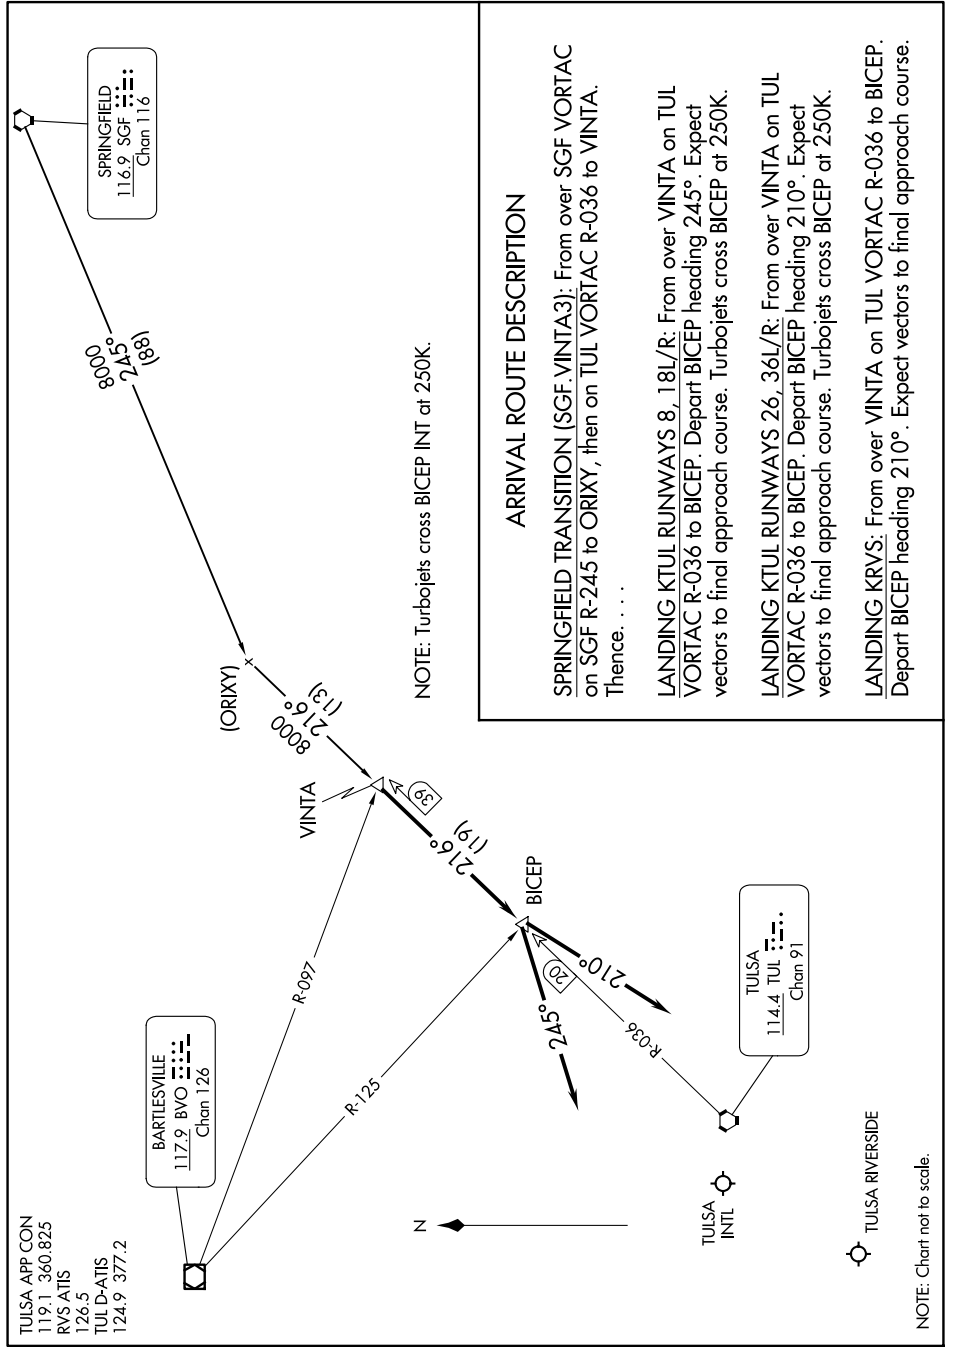 TULSA APP CON
119.1 360.825
RVS ATIS
126.5
TUL D-ATIS
124.9 377.2
BARTLESVILLE
117.9 BVO
Chan 126
R-097
R-125
N
SPRINGFIELD
116.9 SGF
Chan 116
8000
245°
(88)
(ORIXY)
8000
216°
(13)
VINTA
39
216°
(19)
BICEP
20
245°
210°
R-036
TULSA
114.4 TUL
Chan 91
TULSA
INTL
TULSA RIVERSIDE
NOTE: Chart not to scale.
NOTE: Turbojets cross BICEP INT at 250K.
ARRIVAL ROUTE DESCRIPTION
SPRINGFIELD TRANSITION (SGF.VINTA3): From over SGF VORTAC
on SGF R-245 to ORIXY, then on TUL VORTAC R-036 to VINTA.
Thence. . . .
LANDING KTUL RUNWAYS 8, 18L/R: From over VINTA on TUL
VORTAC R-036 to BICEP. Depart BICEP heading 245°. Expect
vectors to final approach course. Turbojets cross BICEP at 250K.
LANDING KTUL RUNWAYS 26, 36L/R: From over VINTA on TUL
VORTAC R-036 to BICEP. Depart BICEP heading 210°. Expect
vectors to final approach course. Turbojets cross BICEP at 250K.
LANDING KRVS: From over VINTA on TUL VORTAC R-036 to BICEP.
Depart BICEP heading 210°. Expect vectors to final approach course.